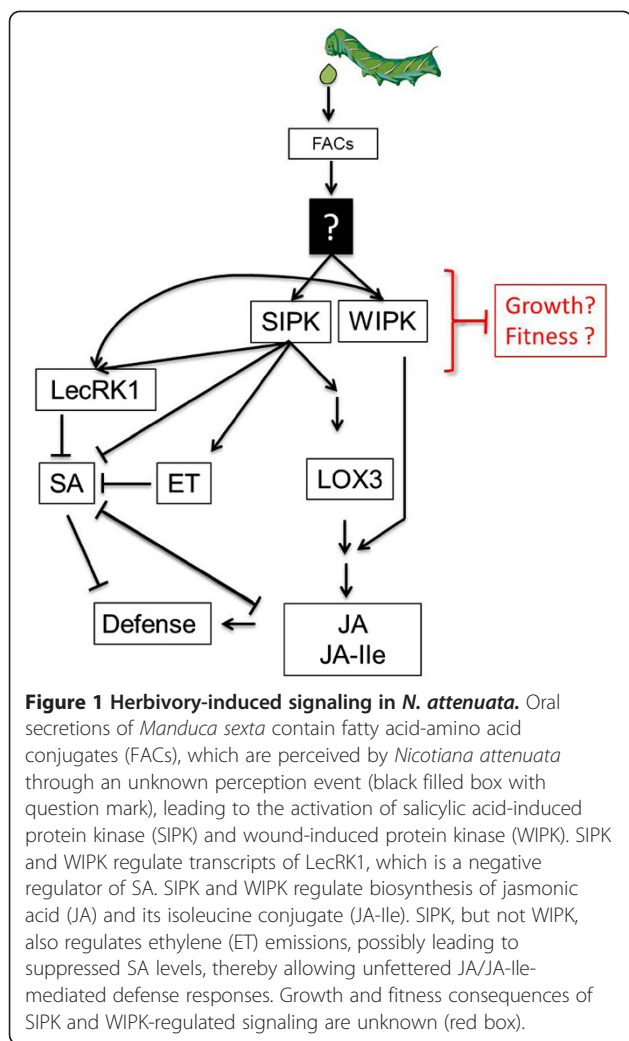 FACs
?
SIPK WIPK
Growth?
Fitness ?
LecRK1
SA
ET
LOX3
Defense
JA
JA-Ile
Figure 1 Herbivory-induced signaling in N. attenuata. Oral
secretions of Manduca sexta contain fatty acid-amino acid
conjugates (FACs), which are perceived by Nicotiana attenuata
through an unknown perception event (black filled box with
question mark), leading to the activation of salicylic acid-induced
protein kinase (SIPK) and wound-induced protein kinase (WIPK). SIPK
and WIPK regulate transcripts of LecRK1, which is a negative
regulator of SA. SIPK and WIPK regulate biosynthesis of jasmonic
acid (JA) and its isoleucine conjugate (JA-Ile). SIPK, but not WIPK,
also regulates ethylene (ET) emissions, possibly leading to
suppressed SA levels, thereby allowing unfettered JA/JA-Ile-
mediated defense responses. Growth and fitness consequences of
SIPK and WIPK-regulated signaling are unknown (red box).